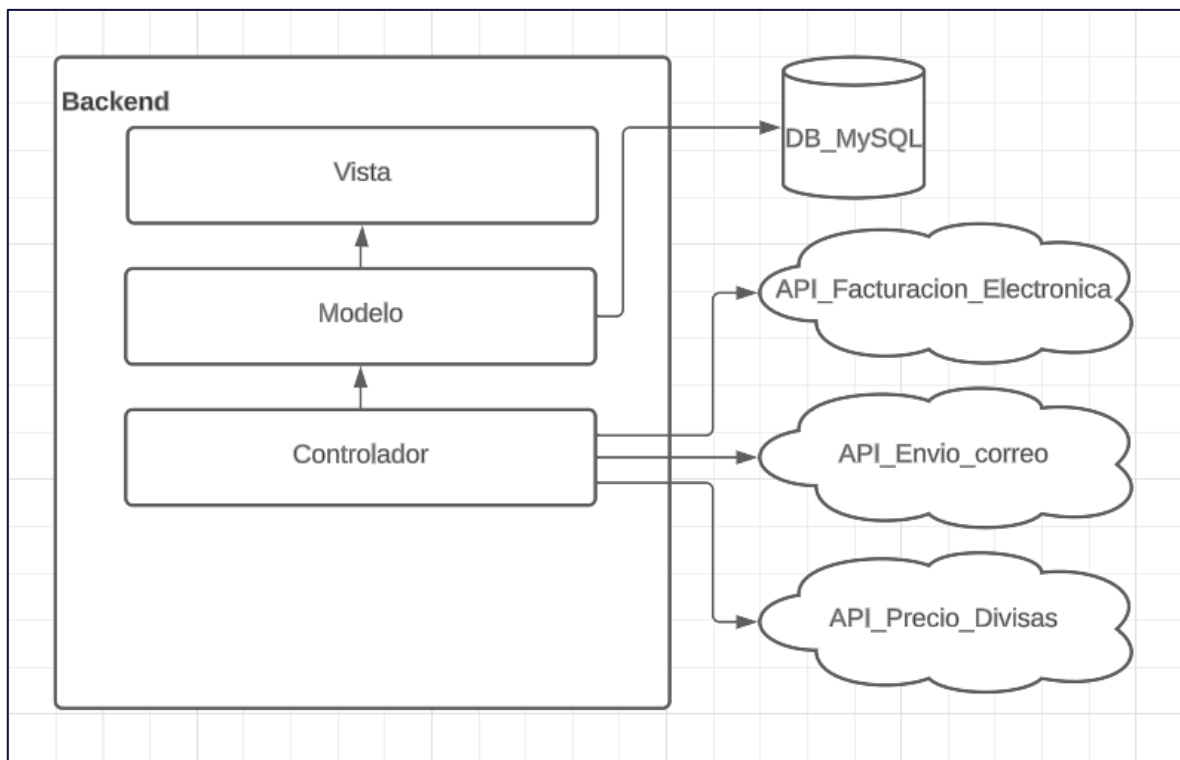 Backend
Vista
DB_MySQL
Modelo
API_Facturacion_Electronica
Controlador
API_Envio_correo
API_Precio_Divisas